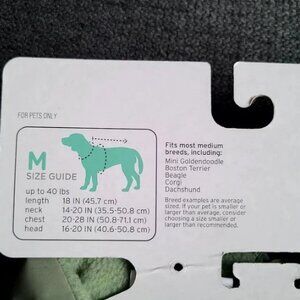 FOR PETS ONLY
M
SIZE GUIDE
up to 40 lbs
length 18 IN (45.7 cm)
neck 14-20 IN (35.5-50.8 cm)
chest 20-28 IN (50.8-71.1 cm)
head 16-20 IN (40.6-50.8 cm)
Fits most medium
breeds, including:
Mini Goldendoodle
Boston Terrier
Beagle
Corgi
Dachshund
Breed examples are average
sized. If your pet is smaller or
larger than average, consider
choosing a size smaller or
larger than recommended.